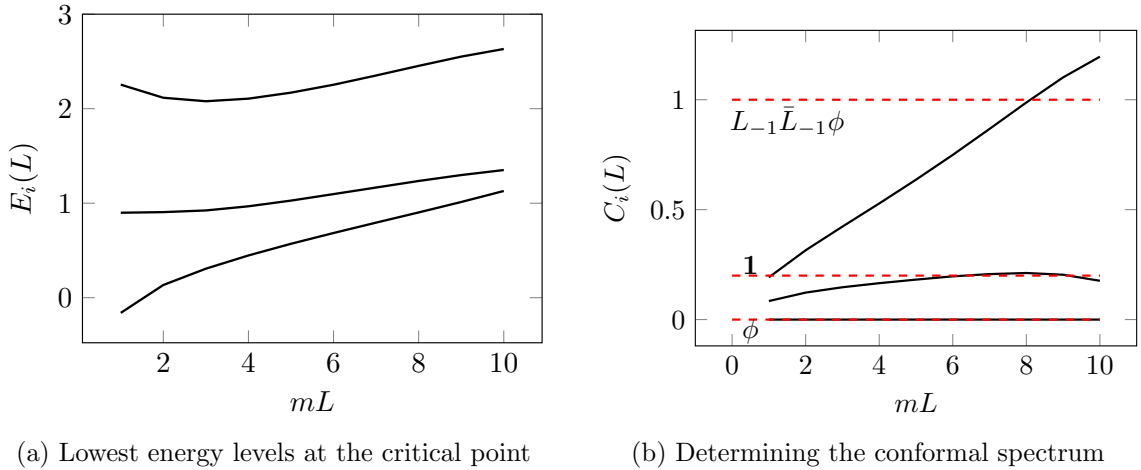 3
2
1
0
E_i(L)
2 4 6 8 10
mL
(a) Lowest energy levels at the critical point
1
0.5
0
C_i(L)
L_{-1}\bar{L}_{-1}ϕ
1
ϕ
0 2 4 6 8 10
mL
(b) Determining the conformal spectrum